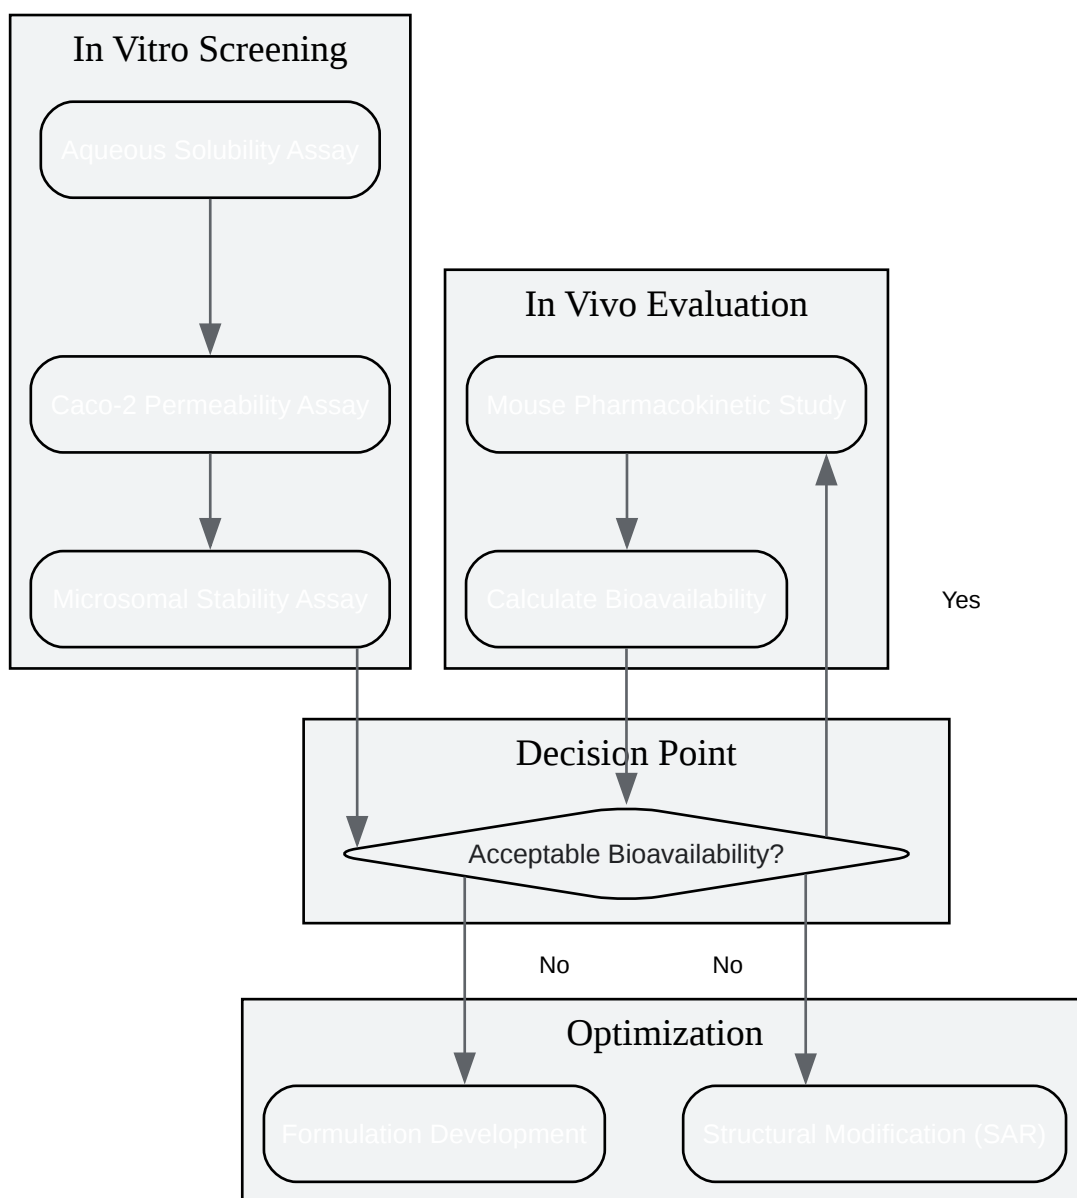 In Vitro Screening
Aqueous Solubility Assay
Caco-2 Permeability Assay
Microsomal Stability Assay
In Vivo Evaluation
Mouse Pharmacokinetic Study
Calculate Bioavailability
Yes
Decision Point
Acceptable Bioavailability?
No
No
Optimization
Formulation Development
Structural Modification (SAR)